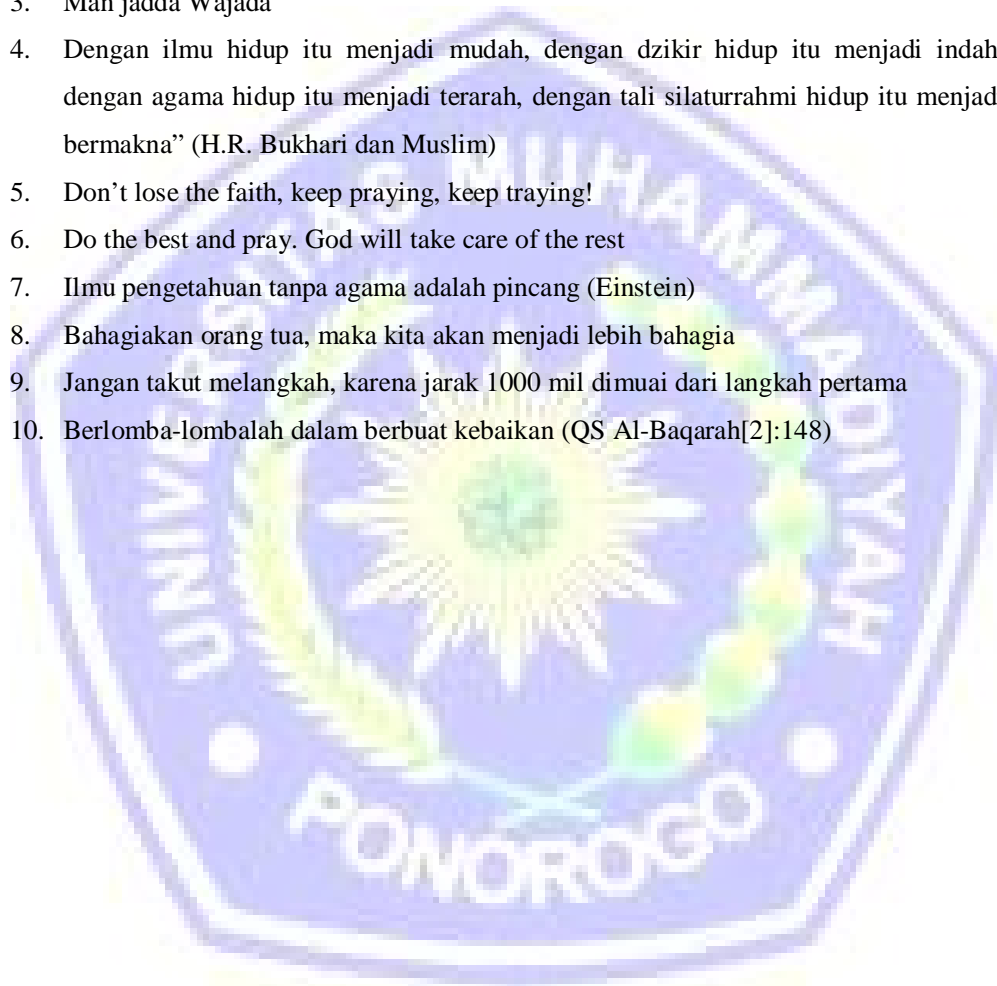 3. Man jadda Wajada
4. Dengan ilmu hidup itu menjadi mudah, dengan dzikir hidup itu menjadi indah
dengan agama hidup itu menjadi terarah, dengan tali silaturrahmi hidup itu menjad
bermakna” (H.R. Bukhari dan Muslim)
5. Don’t lose the faith, keep praying, keep traying!
6. Do the best and pray. God will take care of the rest
7. Ilmu pengetahuan tanpa agama adalah pincang (Einstein)
8. Bahagiakan orang tua, maka kita akan menjadi lebih bahagia
9. Jangan takut melangkah, karena jarak 1000 mil dimuai dari langkah pertama
10. Berlomba-lombalah dalam berbuat kebaikan (QS Al-Baqarah[2]:148)
UNIVERSITAS MUHAMMADIYAH
PONOROGO